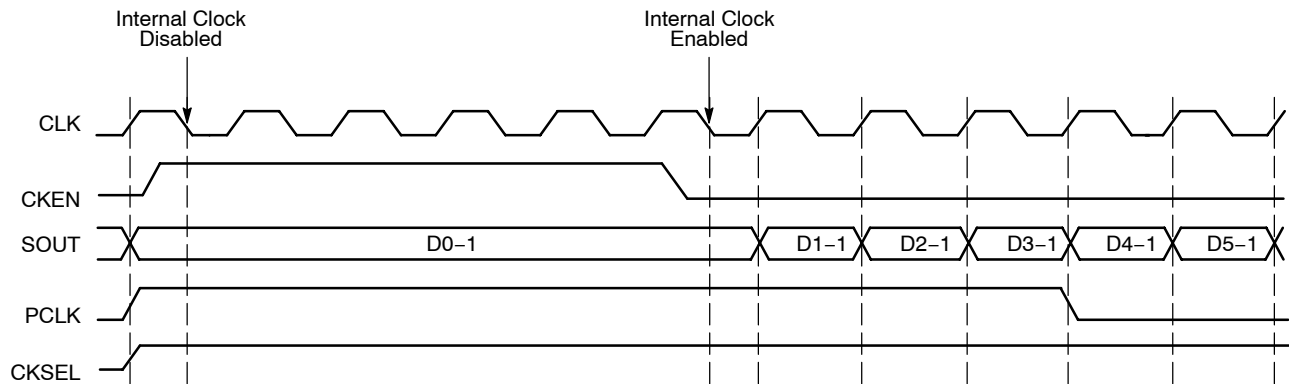 Internal Clock
Disabled
Internal Clock
Enabled
CLK
CKEN
SOUT
D0−1
D1−1
D2−1
D3−1
D4−1
D5−1
PCLK
CKSEL